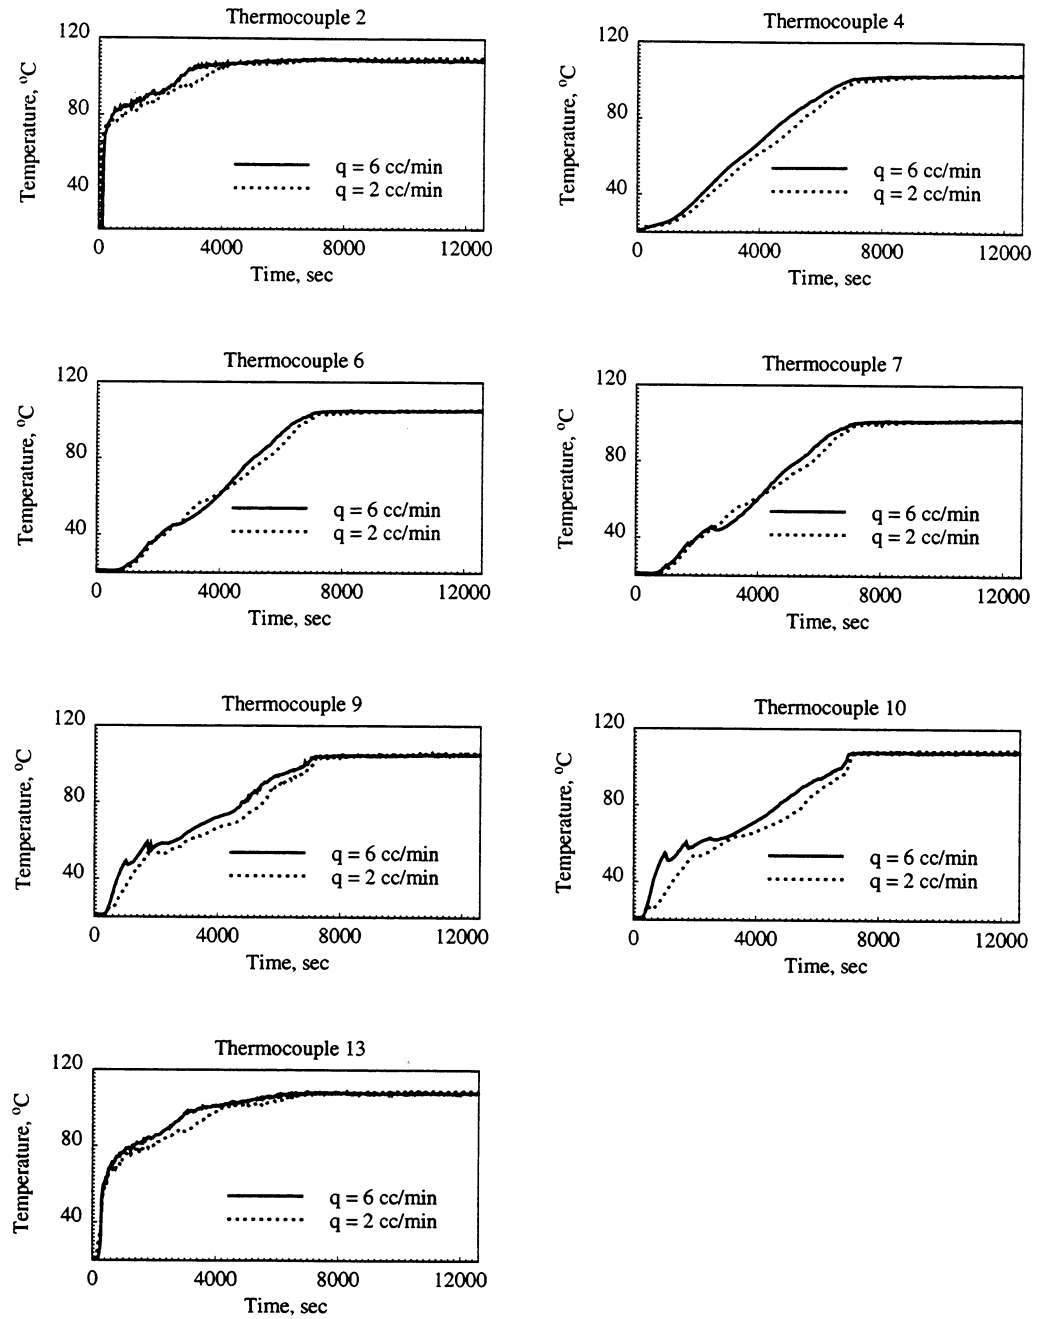 Thermocouple 2
120
80
40
Temperature, °C
q = 6 cc/min
q = 2 cc/min
0 4000 8000 12000
Time, sec
Thermocouple 4
120
80
40
Temperature, °C
q = 6 cc/min
q = 2 cc/min
0 4000 8000 12000
Time, sec
Thermocouple 6
120
80
40
Temperature, °C
q = 6 cc/min
q = 2 cc/min
0 4000 8000 12000
Time, sec
Thermocouple 7
120
80
40
Temperature, °C
q = 6 cc/min
q = 2 cc/min
0 4000 8000 12000
Time, sec
Thermocouple 9
120
80
40
Temperature, °C
q = 6 cc/min
q = 2 cc/min
0 4000 8000 12000
Time, sec
Thermocouple 10
120
80
40
Temperature, °C
q = 6 cc/min
q = 2 cc/min
0 4000 8000 12000
Time, sec
Thermocouple 13
120
80
40
Temperature, °C
q = 6 cc/min
q = 2 cc/min
0 4000 8000 12000
Time, sec